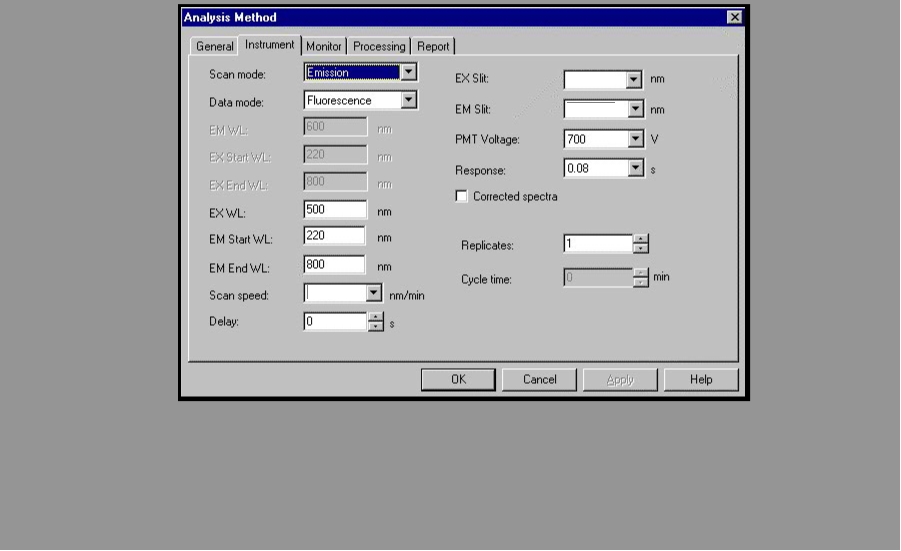 Analysis Method
General Instrument Monitor Processing Report
Scan mode: Emission
Data mode: Fluorescence
EM WL: 600 nm
EX Start WL: 220 nm
EX End WL: 800 nm
EX WL: 500 nm
EM Start WL: 220 nm
EM End WL: 800 nm
Scan speed: nm/min
Delay: 0 s
EX Slit: nm
EM Slit: nm
PMT Voltage: 700 V
Response: 0.08 s
Corrected spectra
Replicates: 1
Cycle time: 0 min
OK Cancel Apply Help